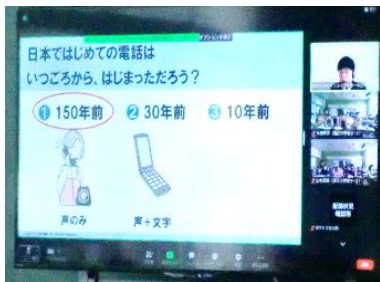 日本ではじめての電話は
いつごろから、はじまっただろう？
① 150年前 ② 30年前 ③ 10年前
声のみ 声＋文字